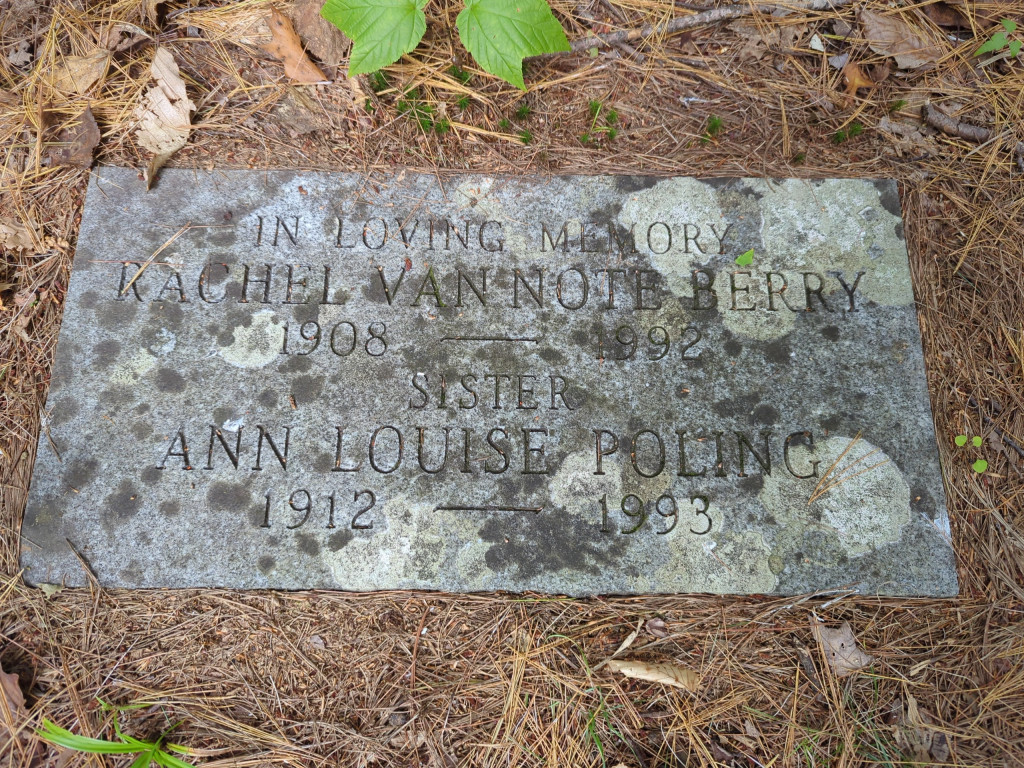 IN LOVING MEMORY
RACHEL VAN NOTE BERRY
1908 — 1992
SISTER
ANN LOUISE POLING
1912 — 1993